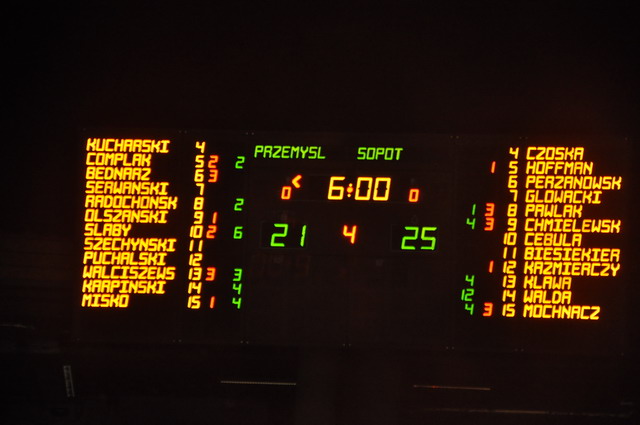 PRZEMYSL SOPOT
0 < 6:00 0
21 4 25
KUCHARSKI 4
COMPLAK 5 2 2
BEDNARZ 6 3
SERWANSKI 7
RADOCHONSK 8 2
OLSZANSKI 9 1
SLABY 10 2 6
SZECHYNSKI 11
PUCHALSKI 12
WALCISZEWS 13 3 3
KARPINSKI 14 4
MISKO 15 1 4
4 CZOSKA
1 5 HOFFMAN
6 PERZANOWSK
7 GLOWACKI
1 3 8 PAWLAK
4 3 9 CHMIELEWSK
10 CEBULA
11 BIESIEKIER
1 12 KAZMIERCZY
4 13 KLAWA
12 14 WALDA
4 3 15 MOCHNACZ